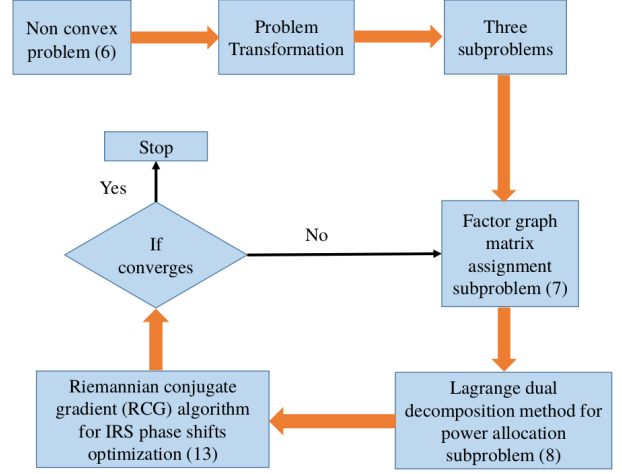 Non convex
problem (6)
Problem
Transformation
Three
subproblems
Factor graph
matrix
assignment
subproblem (7)
Lagrange dual
decomposition method for
power allocation
subproblem (8)
Riemannian conjugate
gradient (RCG) algorithm
for IRS phase shifts
optimization (13)
If
converges
No
Yes
Stop